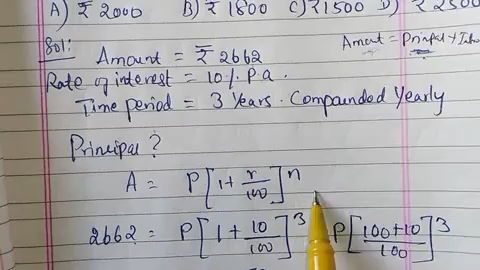 A) ₹ 2000 B) ₹ 1800 C) ₹ 1500 D) ₹ 2500
Sol: Amount = ₹ 2662
Amount = Principal + Inte
Rate of interest = 10% P.a.
Time period = 3 Years. Compounded Yearly
Principal?
A = P[1 + r/100]^n
2662 = P[1 + 10/100]^3 P[100+10/100]^3